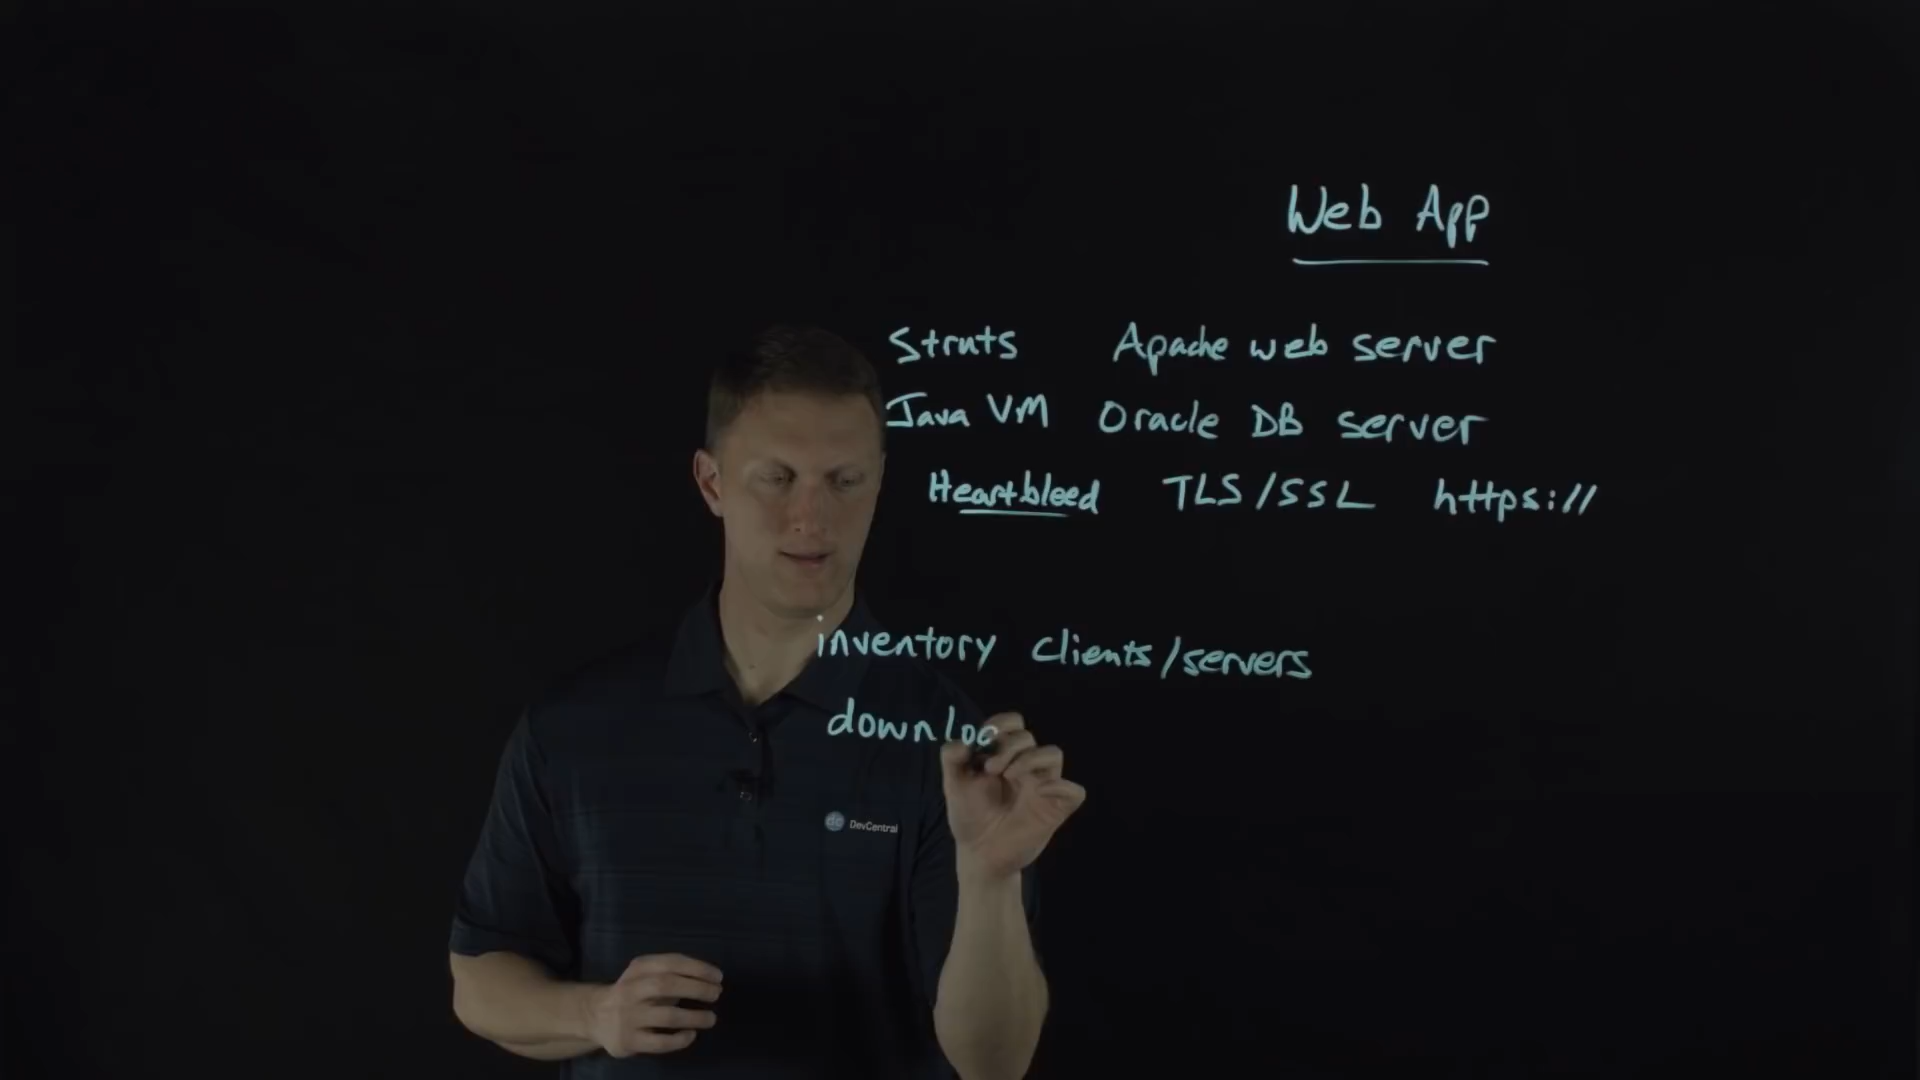 Web App
Struts Apache web server
Java VM Oracle DB server
Heartbleed TLS/SSL https://
inventory clients/servers
downloa
dc DevCentral